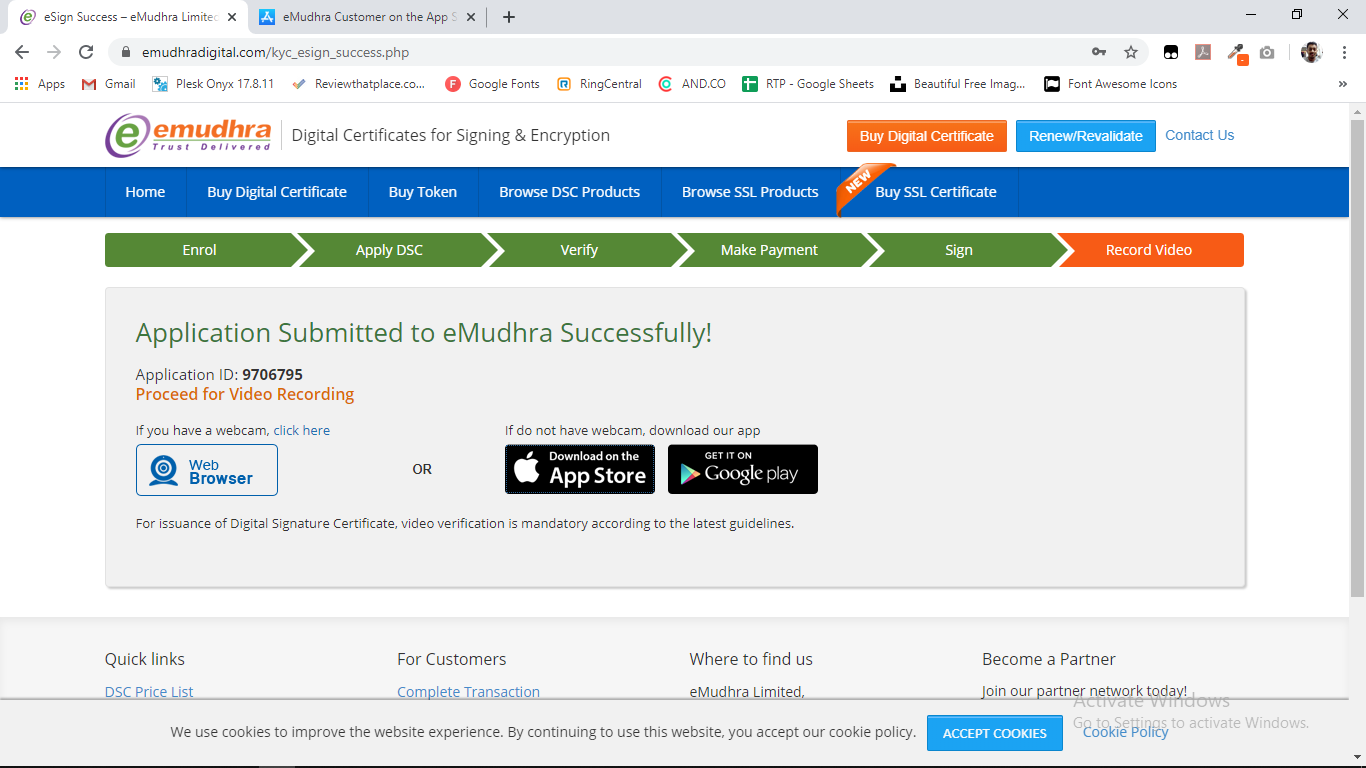 eSign Success – eMudhra Limited
eMudhra Customer on the App S
emudhradigital.com/kyc_esign_success.php
Apps
Gmail
Plesk Onyx 17.8.11
Reviewthatplace.co...
Google Fonts
RingCentral
AND.CO
RTP - Google Sheets
Beautiful Free Imag...
Font Awesome Icons
»
emudhra
Trust Delivered
Digital Certificates for Signing & Encryption
Buy Digital Certificate
Renew/Revalidate
Contact Us
Home
Buy Digital Certificate
Buy Token
Browse DSC Products
Browse SSL Products
NEW
Buy SSL Certificate
Enrol
Apply DSC
Verify
Make Payment
Sign
Record Video
Application Submitted to eMudhra Successfully!
Application ID: 9706795
Proceed for Video Recording
If you have a webcam, click here
Web
Browser
OR
If do not have webcam, download our app
Download on the
App Store
GET IT ON
Google play
For issuance of Digital Signature Certificate, video verification is mandatory according to the latest guidelines.
Quick links
For Customers
Where to find us
Become a Partner
DSC Price List
Complete Transaction
eMudhra Limited,
Join our partner network today!
We use cookies to improve the website experience. By continuing to use this website, you accept our cookie policy.
ACCEPT COOKIES
Cookie Policy
Activate Windows
Go to Settings to activate Windows.